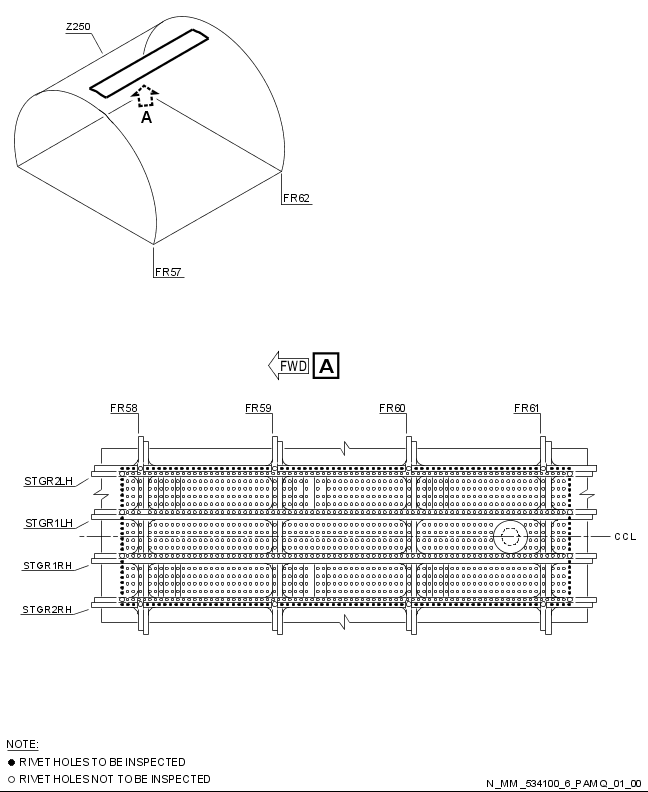 Z250
A
FR62
FR57
FWD A
FR58 FR59 FR60 FR61
STGR2LH
STGR1LH
CCL
STGR1RH
STGR2RH
NOTE:
● RIVET HOLES TO BE INSPECTED
○ RIVET HOLES NOT TO BE INSPECTED
N_MM_534100_6_PAMQ_01_00